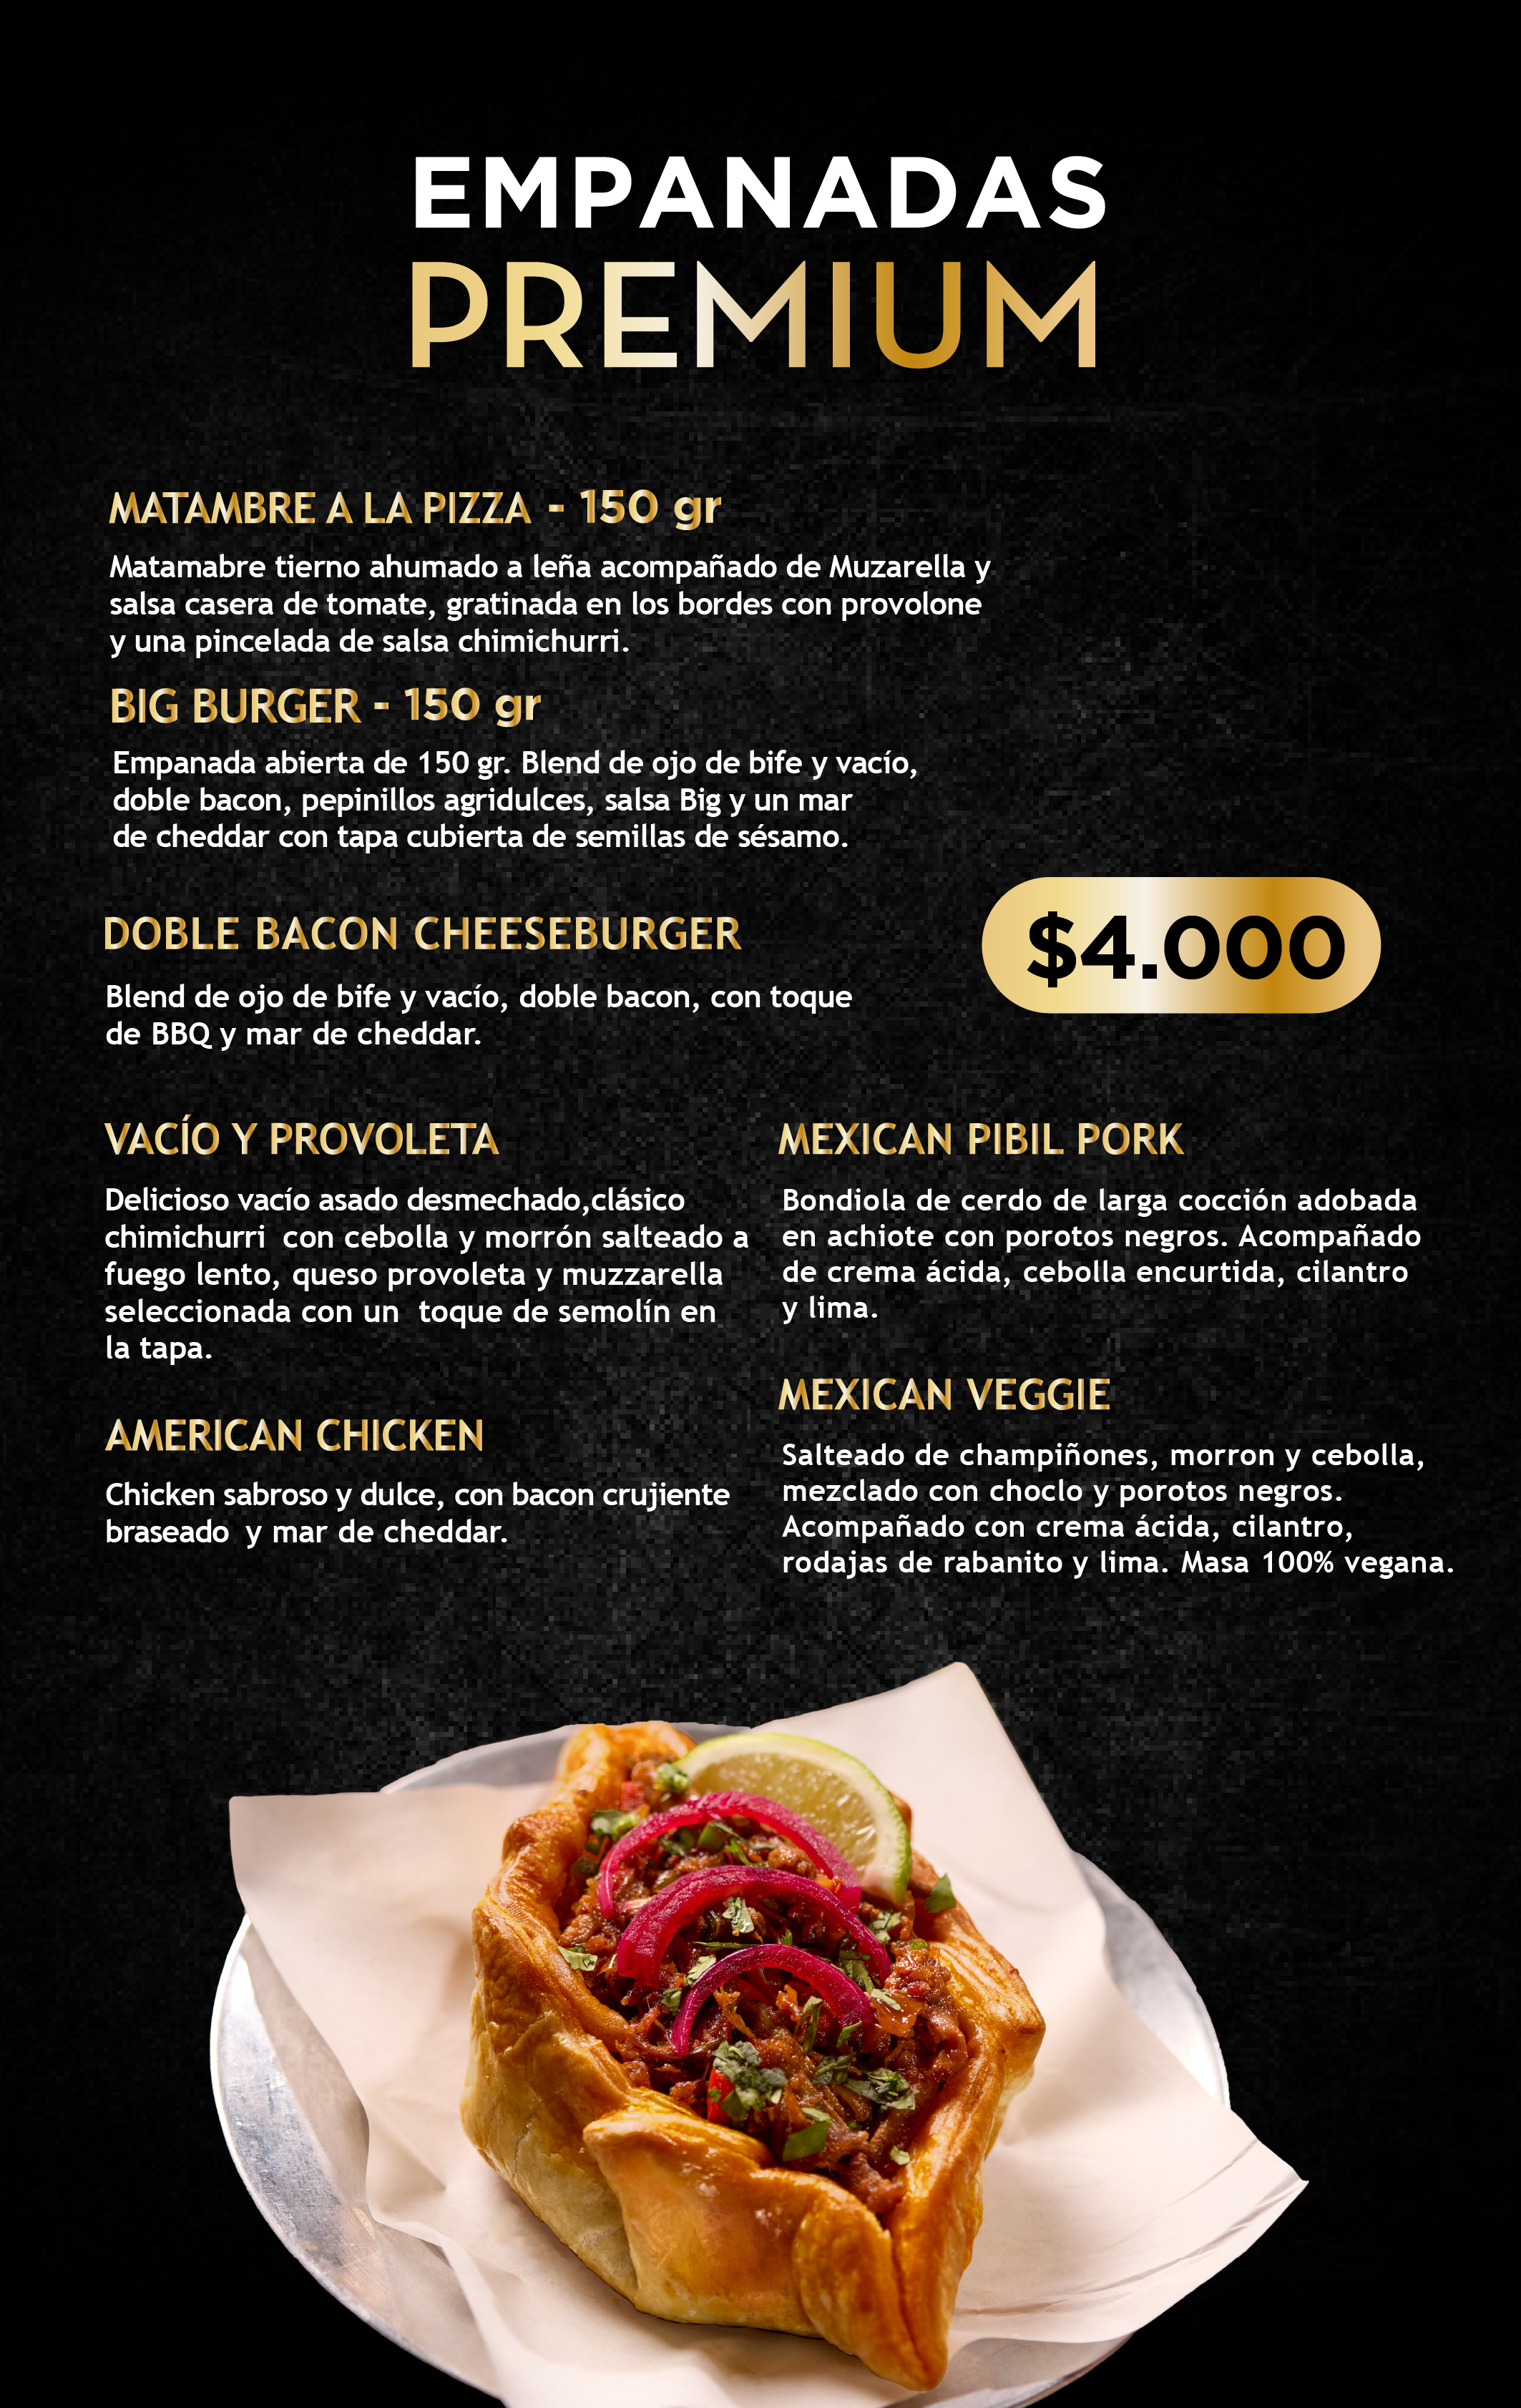 EMPANADAS
PREMIUM
MATAMBRE A LA PIZZA - 150 gr
Matamabre tierno ahumado a leña acompañado de Muzarella y
salsa casera de tomate, gratinada en los bordes con provolone
y una pincelada de salsa chimichurri.
BIG BURGER - 150 gr
Empanada abierta de 150 gr. Blend de ojo de bife y vacío,
doble bacon, pepinillos agridulces, salsa Big y un mar
de cheddar con tapa cubierta de semillas de sésamo.
DOBLE BACON CHEESEBURGER
Blend de ojo de bife y vacío, doble bacon, con toque
de BBQ y mar de cheddar.
$4.000
VACÍO Y PROVOLETA
Delicioso vacío asado desmechado,clásico
chimichurri con cebolla y morrón salteado a
fuego lento, queso provoleta y muzzarella
seleccionada con un toque de semolín en
la tapa.
AMERICAN CHICKEN
Chicken sabroso y dulce, con bacon crujiente
braseado y mar de cheddar.
MEXICAN PIBIL PORK
Bondiola de cerdo de larga cocción adobada
en achiote con porotos negros. Acompañado
de crema ácida, cebolla encurtida, cilantro
y lima.
MEXICAN VEGGIE
Salteado de champiñones, morron y cebolla,
mezclado con choclo y porotos negros.
Acompañado con crema ácida, cilantro,
rodajas de rabanito y lima. Masa 100% vegana.